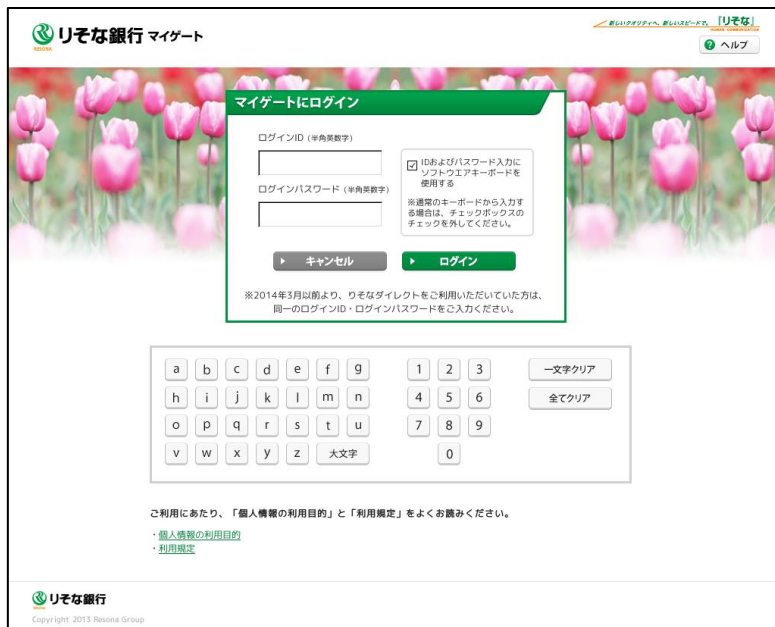 りそな銀行 マイゲート
RESONA
新しいクオリティへ、新しいスピードで。 『りそな』
HUMAN COMMUNICATION
? ヘルプ
マイゲートにログイン
ログインID (半角英数字)
IDおよびパスワード入力に
ソフトウエアキーボードを
使用する
ログインパスワード (半角英数字)
※通常のキーボードから入力す
る場合は、チェックボックスの
チェックを外してください。
キャンセル ログイン
※2014年3月以前より、りそなダイレクトをご利用いただいていた方は、
同一のログインID・ログインパスワードをご入力ください。
a b c d e f g 1 2 3 一文字クリア
h i j k l m n 4 5 6 全てクリア
o p q r s t u 7 8 9
v w x y z 大文字 0
ご利用にあたり、「個人情報の利用目的」と「利用規定」をよくお読みください。
・個人情報の利用目的
・利用規定
りそな銀行
RESONA
Copyright 2013 Resona Group